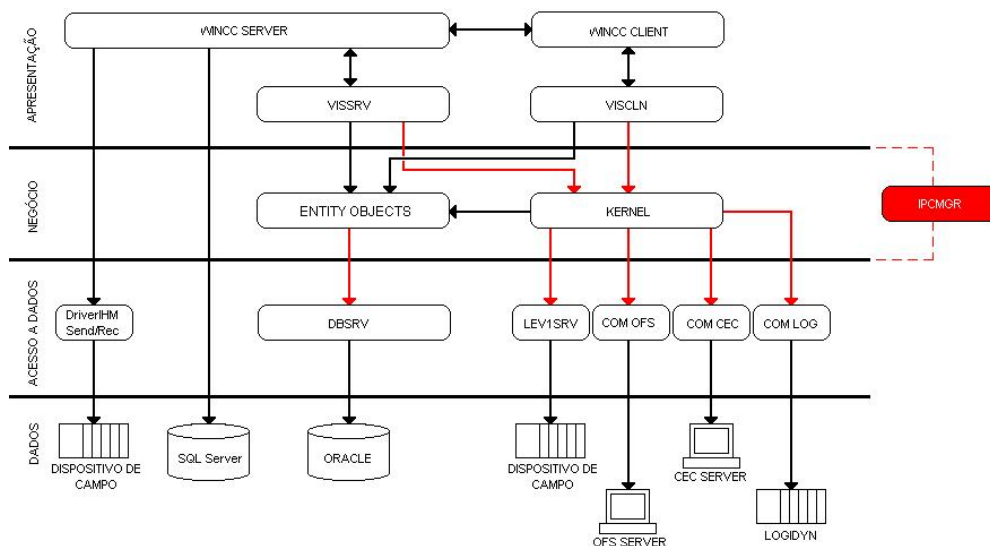 APRESENTAÇÃO
WINCC SERVER
WINCC CLIENT
VISSRV
VISCLN
NEGÓCIO
ENTITY OBJECTS
KERNEL
IPCMGR
ACESSO A DADOS
DriverIHM
Send/Rec
DBSRV
LEV1SRV
COM OFS
COM CEC
COM LOG
DADOS
DISPOSITIVO DE
CAMPO
SQL Server
ORACLE
DISPOSITIVO DE
CAMPO
OFS SERVER
CEC SERVER
LOGIDYN